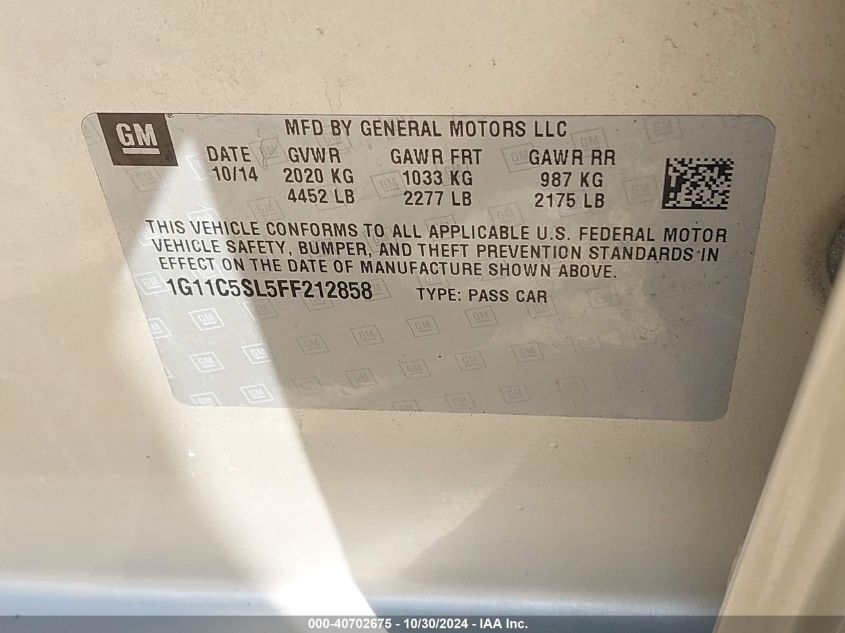 GM
MFD BY GENERAL MOTORS LLC
DATE GVWR GAWR FRT GAWR RR
10/14 2020 KG 1033 KG 987 KG
4452 LB 2277 LB 2175 LB
THIS VEHICLE CONFORMS TO ALL APPLICABLE U.S. FEDERAL MOTOR
VEHICLE SAFETY, BUMPER, AND THEFT PREVENTION STANDARDS IN
EFFECT ON THE DATE OF MANUFACTURE SHOWN ABOVE.
1G11C5SL5FF212858 TYPE: PASS CAR
000-40702675 - 10/30/2024 - IAA Inc.